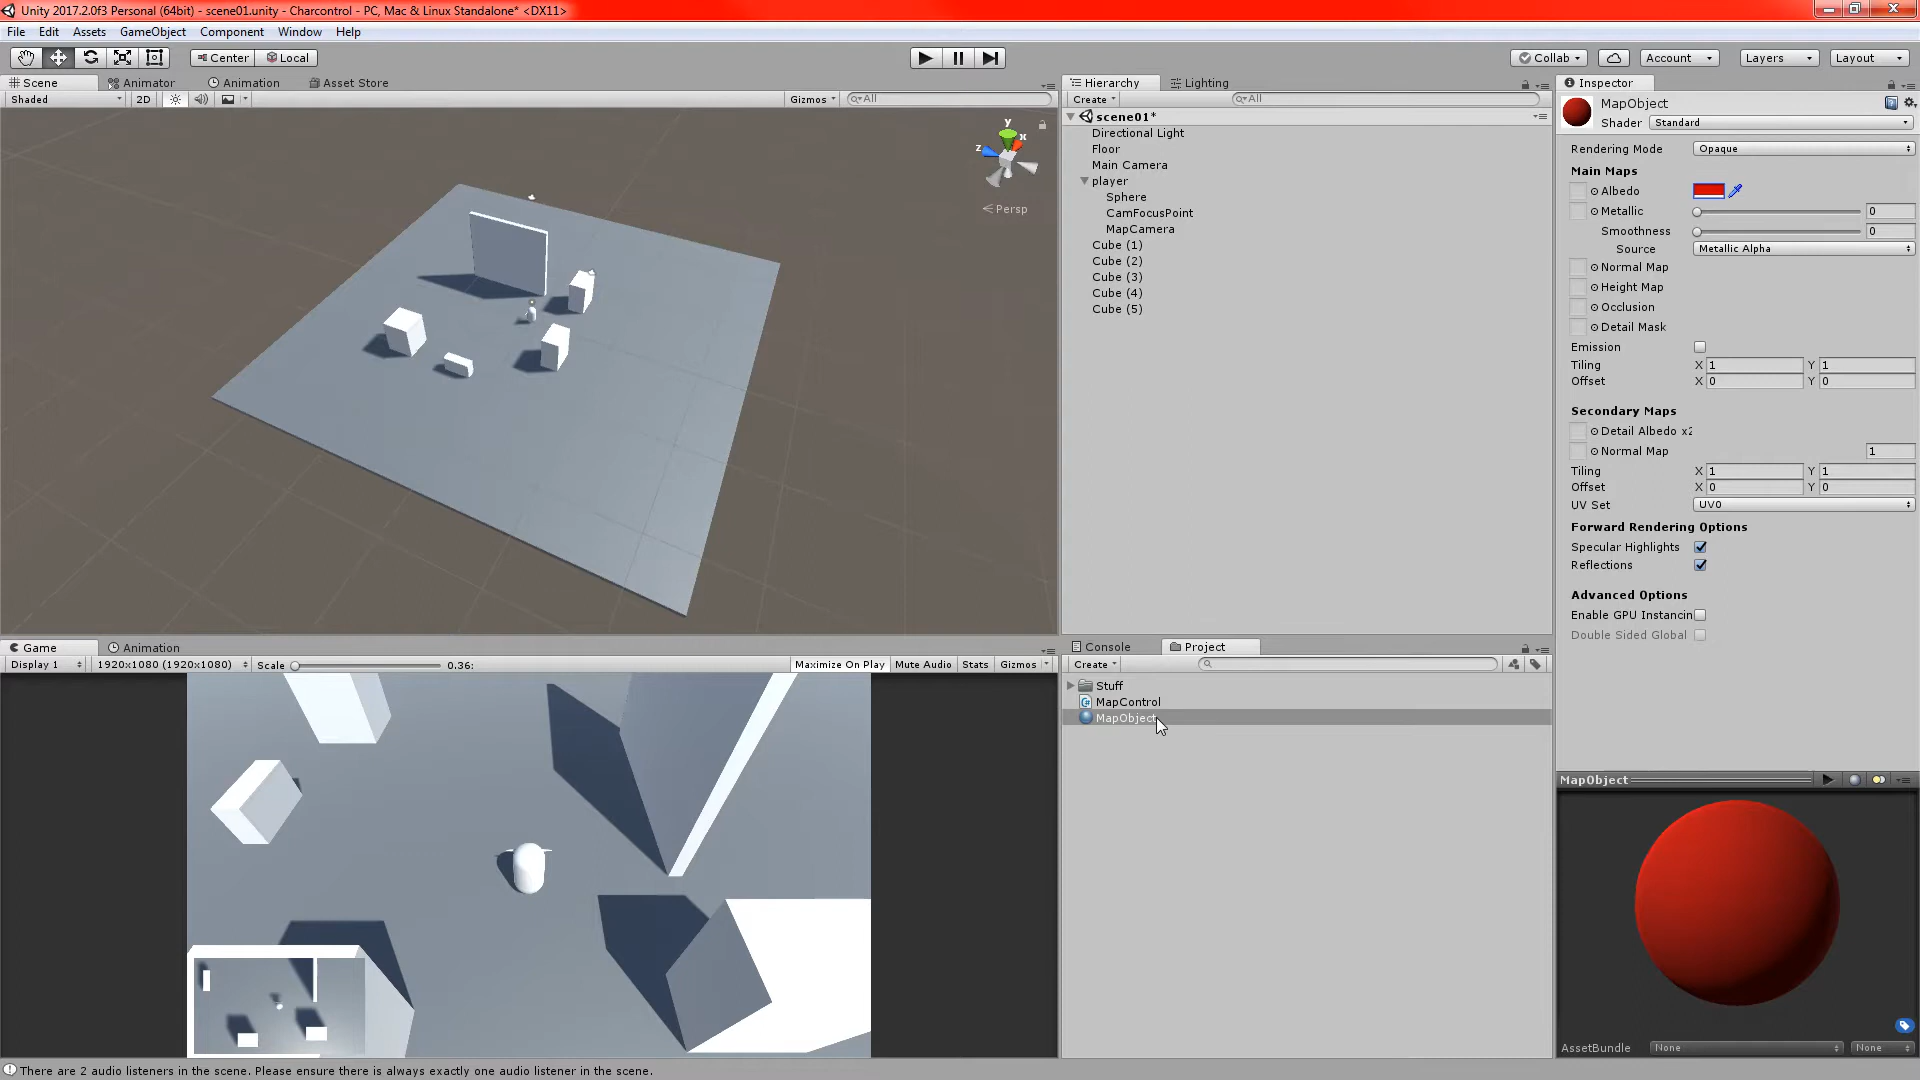 Unity 2017.2.0f3 Personal (64bit) - scene01.unity - Charcontrol - PC, Mac & Linux Standalone* <DX11>
File Edit Assets GameObject Component Window Help
Center Local Collab Account Layers Layout
Scene Animator Animation Asset Store
Shaded 2D Gizmos All
y x z
Persp
Game Animation
Display 1 1920x1080 (1920x1080) Scale 0.36: Maximize On Play Mute Audio Stats Gizmos
Hierarchy Lighting
Create All
scene01*
Directional Light
Floor
Main Camera
player
Sphere
CamFocusPoint
MapCamera
Cube (1)
Cube (2)
Cube (3)
Cube (4)
Cube (5)
Console Project
Create
Stuff
MapControl
MapObject
Inspector
MapObject
Shader Standard
Rendering Mode Opaque
Main Maps
Albedo
Metallic 0
Smoothness 0
Source Metallic Alpha
Normal Map
Height Map
Occlusion
Detail Mask
Emission
Tiling X 1 Y 1
Offset X 0 Y 0
Secondary Maps
Detail Albedo x2
Normal Map 1
Tiling X 1 Y 1
Offset X 0 Y 0
UV Set UV0
Forward Rendering Options
Specular Highlights
Reflections
Advanced Options
Enable GPU Instancin
Double Sided Global
MapObject
AssetBundle None None
There are 2 audio listeners in the scene. Please ensure there is always exactly one audio listener in the scene.